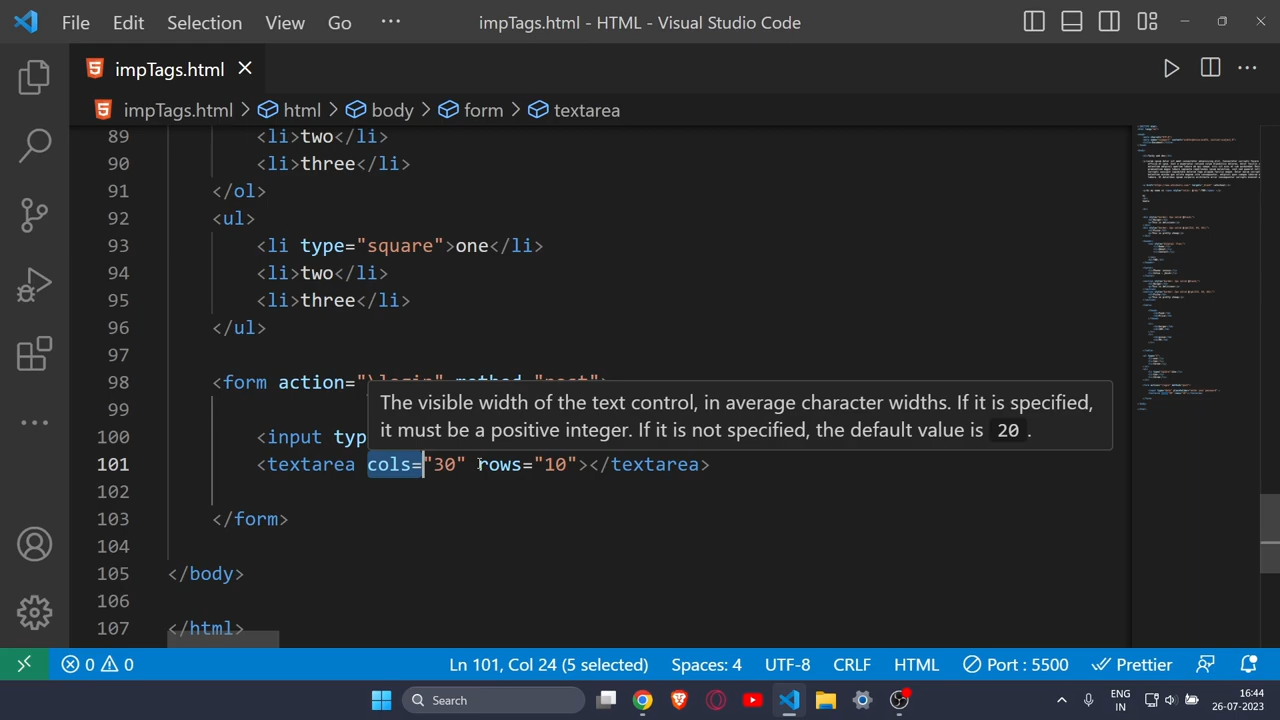 File Edit Selection View Go ··· impTags.html - HTML - Visual Studio Code
impTags.html
impTags.html > html > body > form > textarea
89 <li>two</li>
90 <li>three</li>
91 </ol>
92 <ul>
93 <li type="square">one</li>
94 <li>two</li>
95 <li>three</li>
96 </ul>
97
98 <form action="\login" method="post">
The visible width of the text control, in average character widths. If it is specified,
it must be a positive integer. If it is not specified, the default value is 20.
99
100 <input typ
101 <textarea cols="30" rows="10"></textarea>
102
103 </form>
104
105 </body>
106
107 </html>
0 0 Ln 101, Col 24 (5 selected) Spaces: 4 UTF-8 CRLF HTML Port : 5500 Prettier
Search ENG IN 16:44 26-07-2023